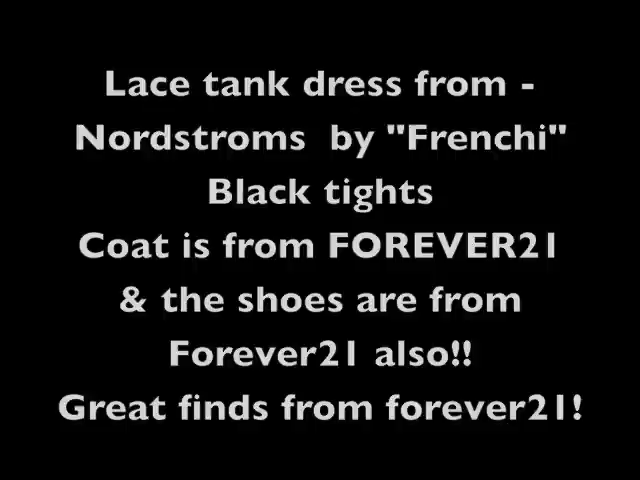 Lace tank dress from -
Nordstroms  by "Frenchi"
Black tights
Coat is from FOREVER21
& the shoes are from
Forever21 also!!
Great finds from forever21!